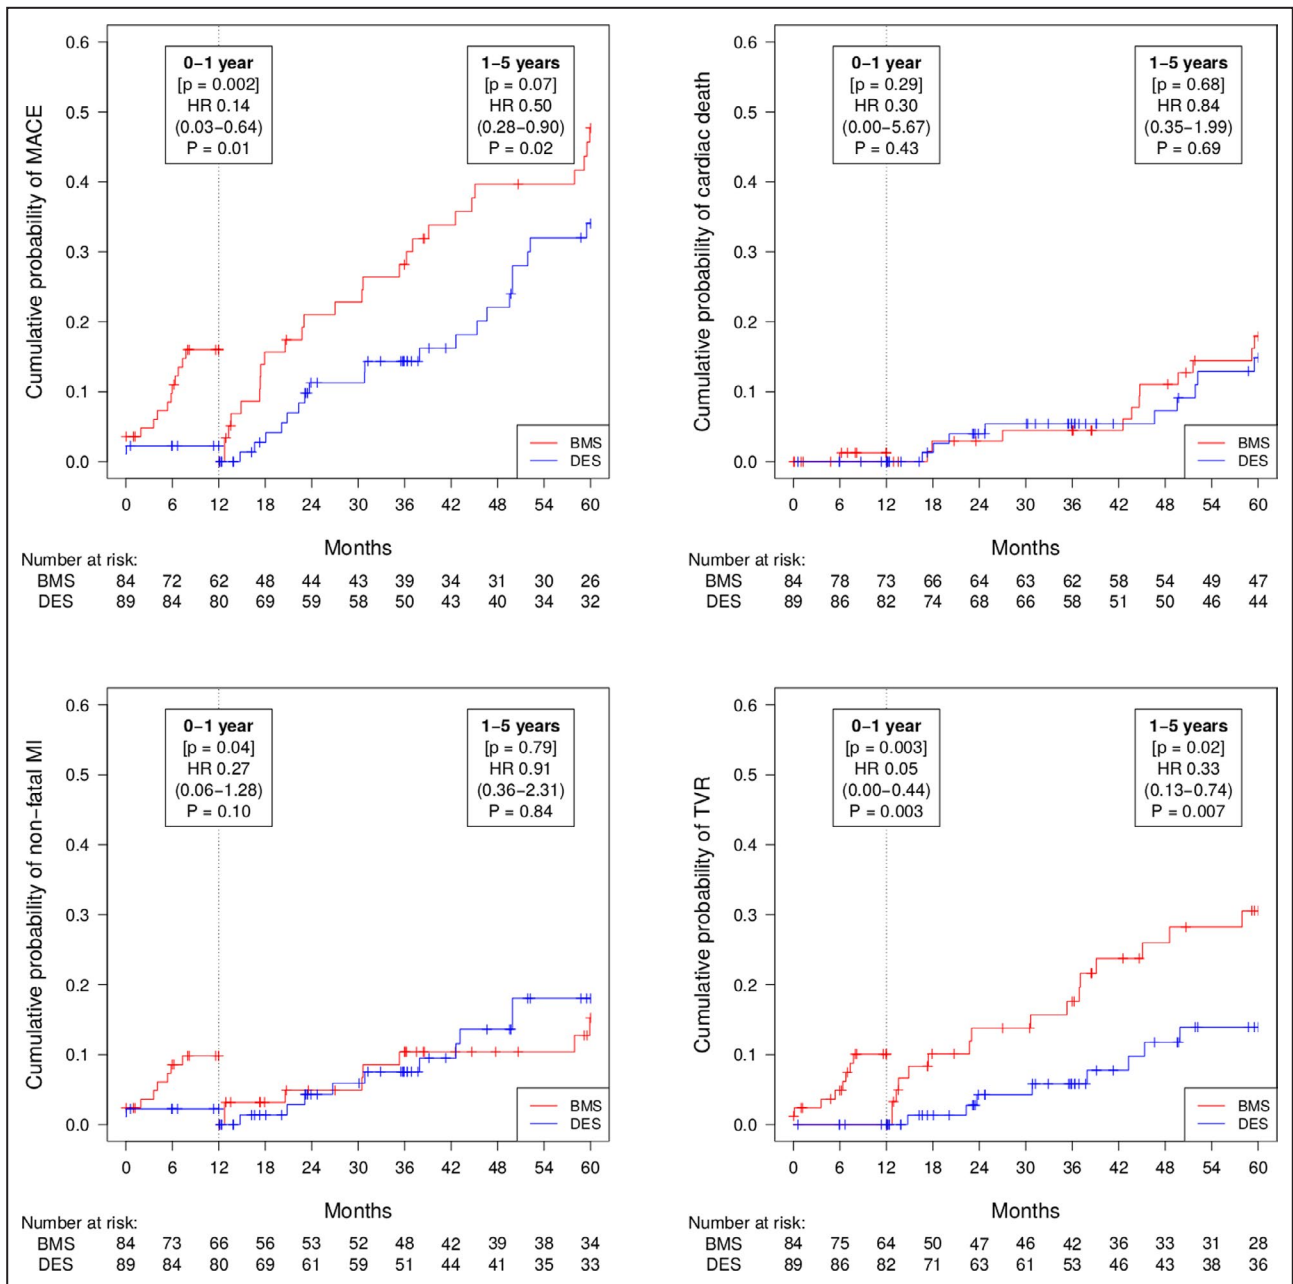 Cumulative probability of MACE
0.6
0.5
0.4
0.3
0.2
0.1
0.0
0−1 year
[p = 0.002]
HR 0.14
(0.03−0.64)
P = 0.01
1−5 years
[p = 0.07]
HR 0.50
(0.28−0.90)
P = 0.02
BMS
DES
0 6 12 18 24 30 36 42 48 54 60
Months
Number at risk:
BMS 84 72 62 48 44 43 39 34 31 30 26
DES 89 84 80 69 59 58 50 43 40 34 32
Cumulative probability of cardiac death
0.6
0.5
0.4
0.3
0.2
0.1
0.0
0−1 year
[p = 0.29]
HR 0.30
(0.00−5.67)
P = 0.43
1−5 years
[p = 0.68]
HR 0.84
(0.35−1.99)
P = 0.69
BMS
DES
0 6 12 18 24 30 36 42 48 54 60
Months
Number at risk:
BMS 84 78 73 66 64 63 62 58 54 49 47
DES 89 86 82 74 68 66 58 51 50 46 44
Cumulative probability of non−fatal MI
0.6
0.5
0.4
0.3
0.2
0.1
0.0
0−1 year
[p = 0.04]
HR 0.27
(0.06−1.28)
P = 0.10
1−5 years
[p = 0.79]
HR 0.91
(0.36−2.31)
P = 0.84
BMS
DES
0 6 12 18 24 30 36 42 48 54 60
Months
Number at risk:
BMS 84 73 66 56 53 52 48 42 39 38 34
DES 89 84 80 69 61 59 51 44 41 35 33
Cumulative probability of TVR
0.6
0.5
0.4
0.3
0.2
0.1
0.0
0−1 year
[p = 0.003]
HR 0.05
(0.00−0.44)
P = 0.003
1−5 years
[p = 0.02]
HR 0.33
(0.13−0.74)
P = 0.007
BMS
DES
0 6 12 18 24 30 36 42 48 54 60
Months
Number at risk:
BMS 84 75 64 50 47 46 42 36 33 31 28
DES 89 86 82 71 63 61 53 46 43 38 36